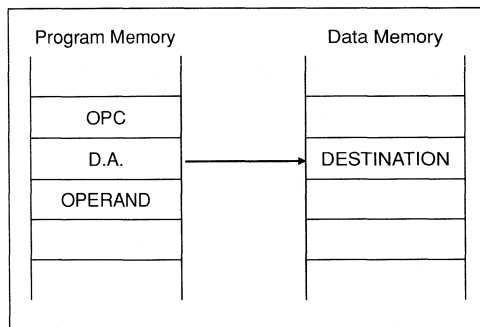 Program Memory
Data Memory
OPC
D.A.
DESTINATION
OPERAND